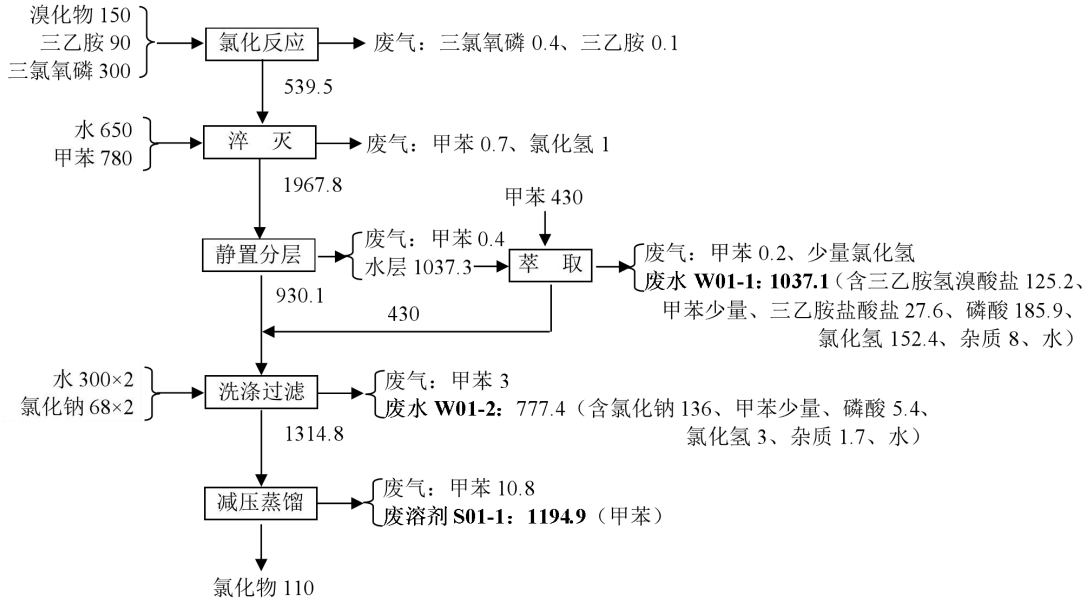 溴化物 150
三乙胺 90
三氯氧磷 300
氯化反应
废气：三氯氧磷 0.4、三乙胺 0.1
539.5
水 650
甲苯 780
淬 灭
废气：甲苯 0.7、氯化氢 1
1967.8
甲苯 430
静置分层
废气：甲苯 0.4
水层 1037.3
萃 取
废气：甲苯 0.2、少量氯化氢
废水 W01-1：1037.1（含三乙胺氢溴酸盐 125.2、
甲苯少量、三乙胺盐酸盐 27.6、磷酸 185.9、
氯化氢 152.4、杂质 8、水）
930.1
430
水 300×2
氯化钠 68×2
洗涤过滤
废气：甲苯 3
废水 W01-2：777.4（含氯化钠 136、甲苯少量、磷酸 5.4、
氯化氢 3、杂质 1.7、水）
1314.8
减压蒸馏
废气：甲苯 10.8
废溶剂 S01-1：1194.9（甲苯）
氯化物 110